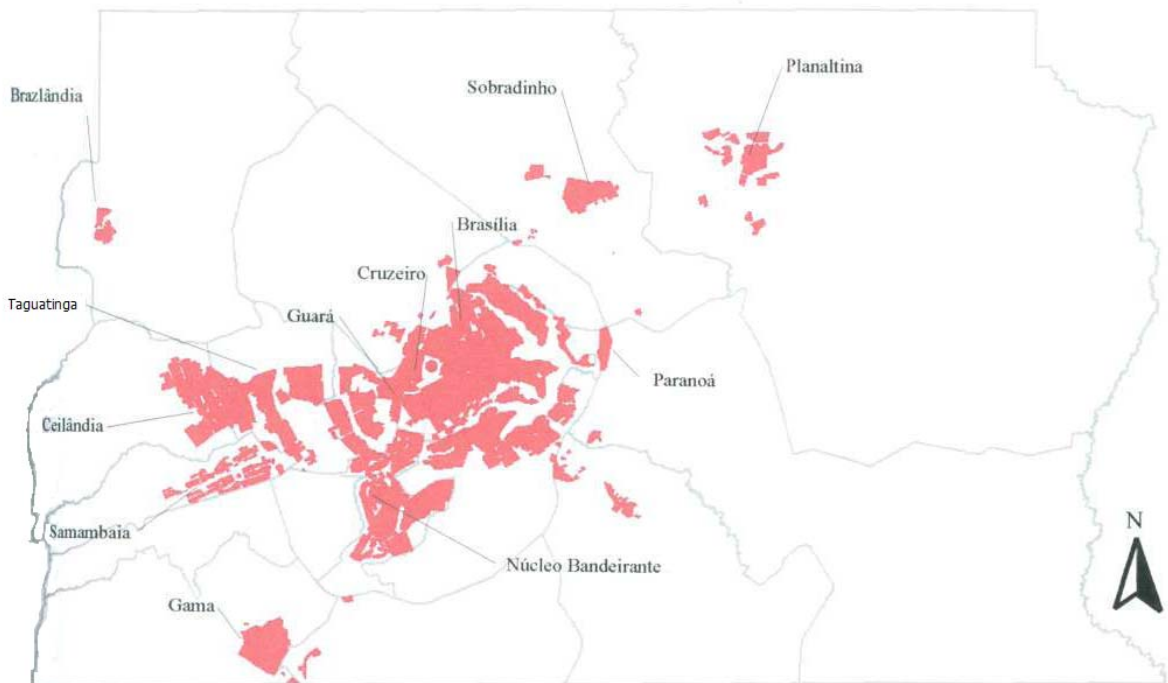 Planaltina
Sobradinho
Brazlândia
Brasília
Cruzeiro
Taguatinga
Guará
Paranoá
Ceilândia
Samambaia
Núcleo Bandeirante
Gama
N